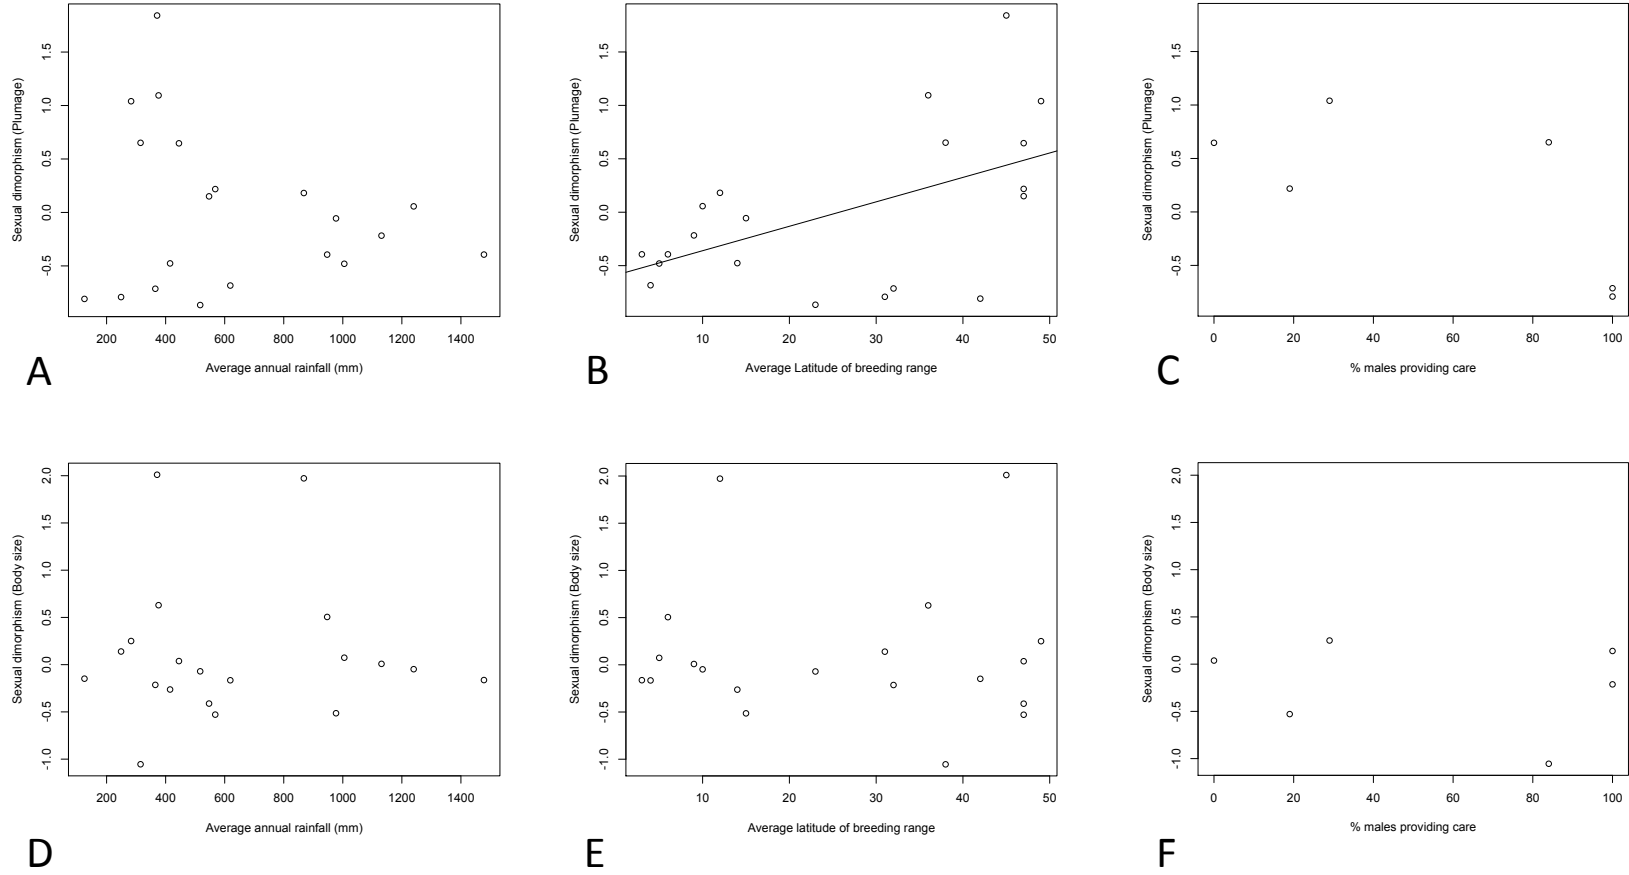 Sexual dimorphism (Plumage)
1.5
1.0
0.5
0.0
-0.5
200 400 600 800 1000 1200 1400
Average annual rainfall (mm)
A
Sexual dimorphism (Plumage)
1.5
1.0
0.5
0.0
-0.5
10 20 30 40 50
Average Latitude of breeding range
B
Sexual dimorphism (Plumage)
1.5
1.0
0.5
0.0
-0.5
0 20 40 60 80 100
% males providing care
C
Sexual dimorphism (Body size)
2.0
1.5
1.0
0.5
0.0
-0.5
-1.0
200 400 600 800 1000 1200 1400
Average annual rainfall (mm)
D
Sexual dimorphism (Body size)
2.0
1.5
1.0
0.5
0.0
-0.5
-1.0
10 20 30 40 50
Average latitude of breeding range
E
Sexual dimorphism (Body size)
2.0
1.5
1.0
0.5
0.0
-0.5
-1.0
0 20 40 60 80 100
% males providing care
F